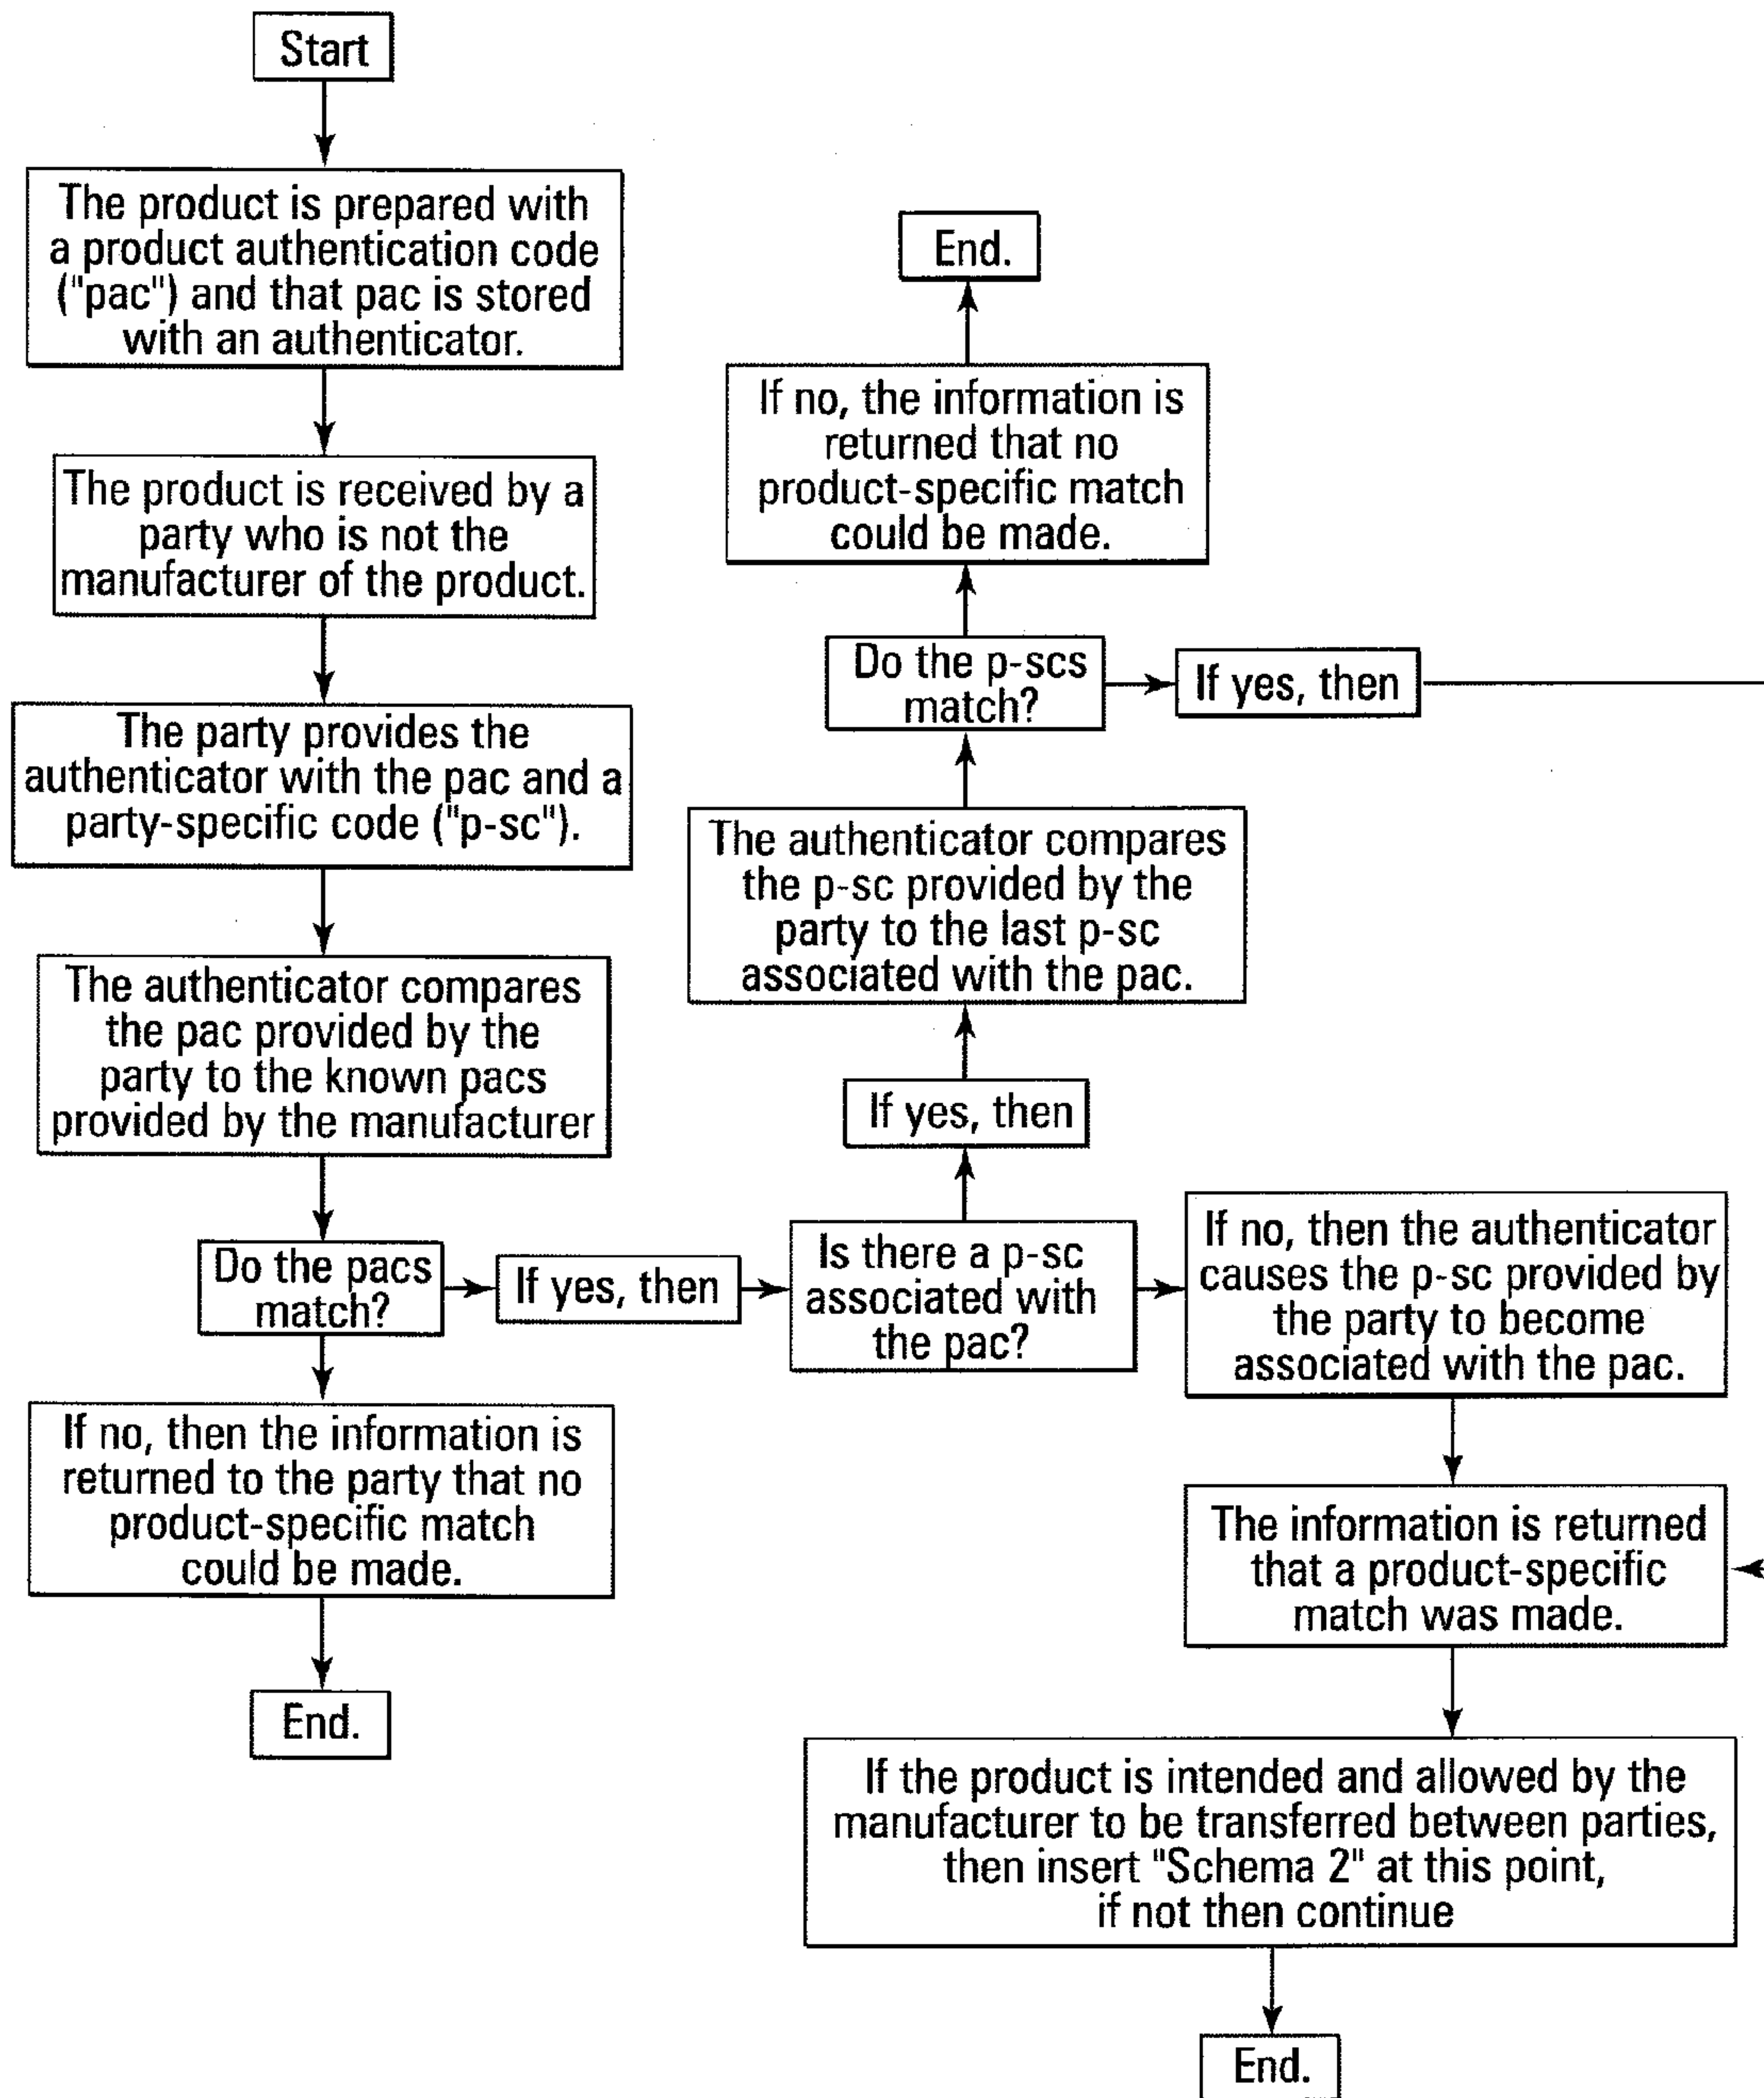 Start
The product is prepared with
a product authentication code
("pac") and that pac is stored
with an authenticator.
The product is received by a
party who is not the
manufacturer of the product.
The party provides the
authenticator with the pac and a
party-specific code ("p-sc").
The authenticator compares
the pac provided by the
party to the known pacs
provided by the manufacturer
Do the pacs
match?
If no, then the information is
returned to the party that no
product-specific match
could be made.
End.
If yes, then
Is there a p-sc
associated with
the pac?
If yes, then
The authenticator compares
the p-sc provided by the
party to the last p-sc
associated with the pac.
Do the p-scs
match?
If no, the information is
returned that no
product-specific match
could be made.
End.
If yes, then
If no, then the authenticator
causes the p-sc provided by
the party to become
associated with the pac.
The information is returned
that a product-specific
match was made.
If the product is intended and allowed by the
manufacturer to be transferred between parties,
then insert "Schema 2" at this point,
if not then continue
End.